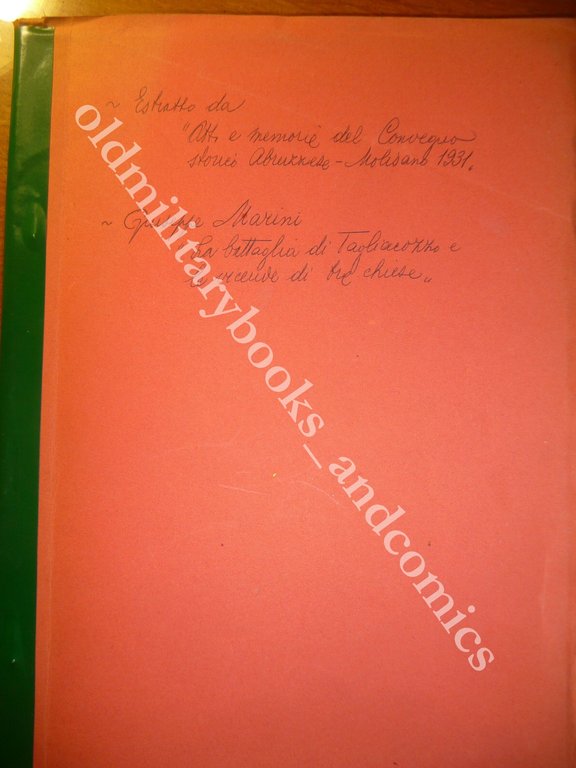 ~ Estratto da
"Atti e memorie del Convegno
storico Abruzzese-Molisano 1931"
~ Giuseppe Marini
La battaglia di Tagliacozzo e
le vicende di tre chiese"
oldmilitarybooks_andcomics